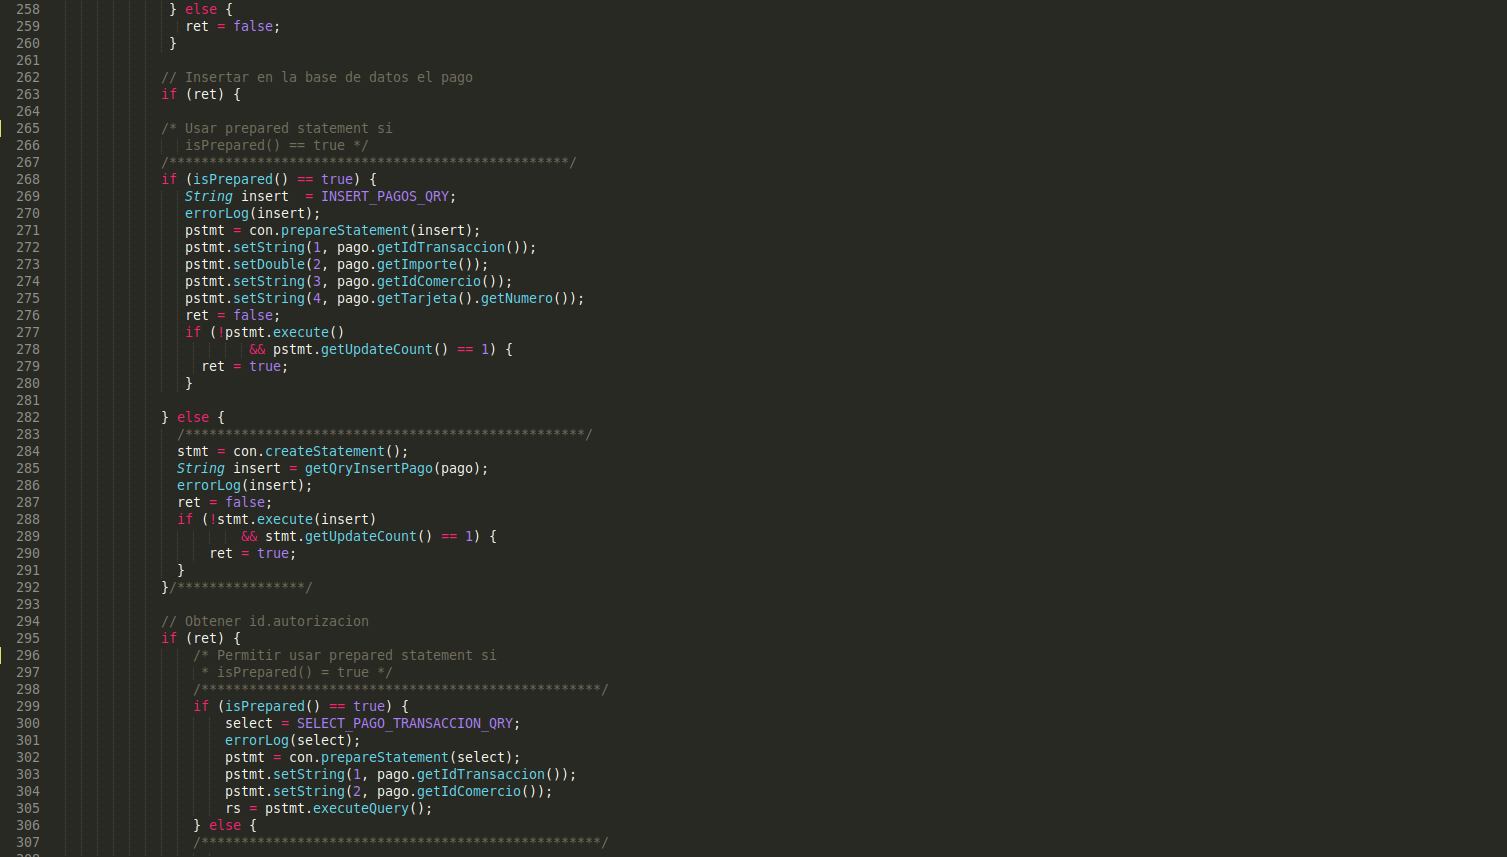 258 } else {
259 ret = false;
260 }
261
262 // Insertar en la base de datos el pago
263 if (ret) {
264
265 /* Usar prepared statement si
266 isPrepared() == true */
267 /**************************************************/
268 if (isPrepared() == true) {
269 String insert  = INSERT_PAGOS_QRY;
270 errorLog(insert);
271 pstmt = con.prepareStatement(insert);
272 pstmt.setString(1, pago.getIdTransaccion());
273 pstmt.setDouble(2, pago.getImporte());
274 pstmt.setString(3, pago.getIdComercio());
275 pstmt.setString(4, pago.getTarjeta().getNumero());
276 ret = false;
277 if (!pstmt.execute()
278 && pstmt.getUpdateCount() == 1) {
279 ret = true;
280 }
281
282 } else {
283 /**************************************************/
284 stmt = con.createStatement();
285 String insert = getQryInsertPago(pago);
286 errorLog(insert);
287 ret = false;
288 if (!stmt.execute(insert)
289 && stmt.getUpdateCount() == 1) {
290 ret = true;
291 }
292 }/****************/
293
294 // Obtener id.autorizacion
295 if (ret) {
296 /* Permitir usar prepared statement si
297 * isPrepared() = true */
298 /**************************************************/
299 if (isPrepared() == true) {
300 select = SELECT_PAGO_TRANSACCION_QRY;
301 errorLog(select);
302 pstmt = con.prepareStatement(select);
303 pstmt.setString(1, pago.getIdTransaccion());
304 pstmt.setString(2, pago.getIdComercio());
305 rs = pstmt.executeQuery();
306 } else {
307 /**************************************************/